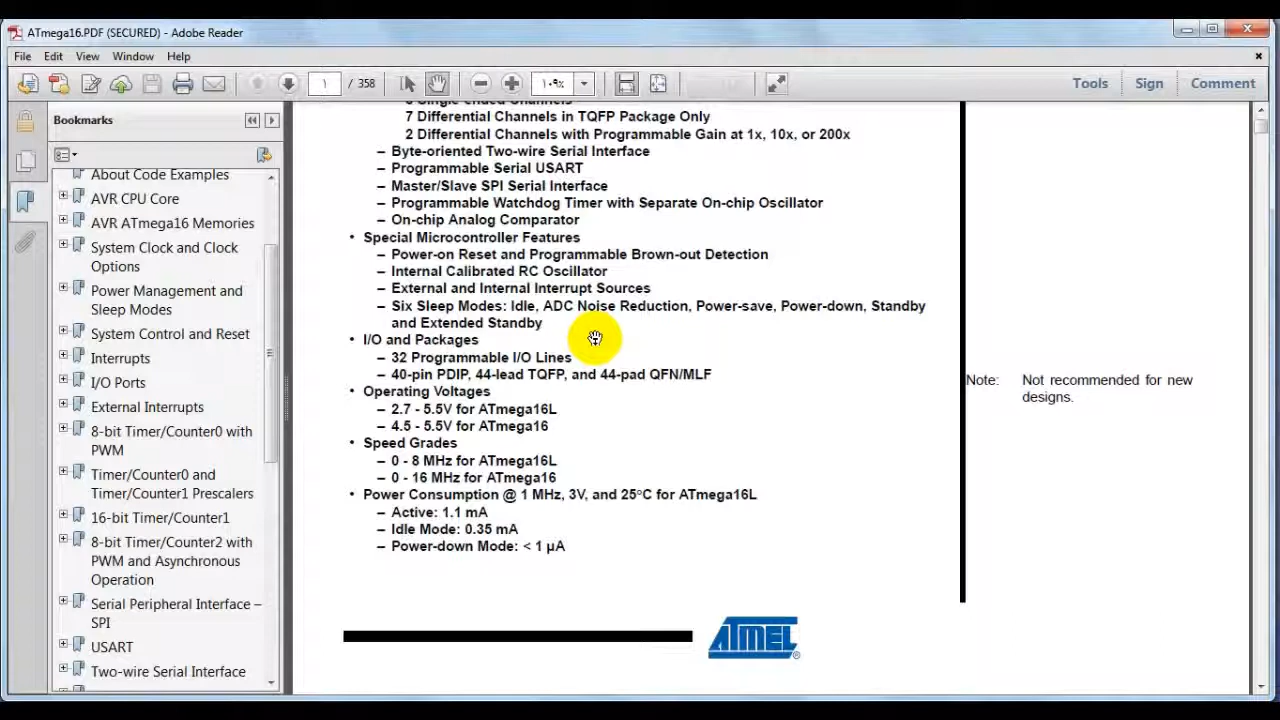 ATmega16.PDF (SECURED) - Adobe Reader
File Edit View Window Help
1 / 358
١٠٩%
Tools Sign Comment
Bookmarks
About Code Examples
AVR CPU Core
AVR ATmega16 Memories
System Clock and Clock
Options
Power Management and
Sleep Modes
System Control and Reset
Interrupts
I/O Ports
External Interrupts
8-bit Timer/Counter0 with
PWM
Timer/Counter0 and
Timer/Counter1 Prescalers
16-bit Timer/Counter1
8-bit Timer/Counter2 with
PWM and Asynchronous
Operation
Serial Peripheral Interface –
SPI
USART
Two-wire Serial Interface
Single-ended Channels
7 Differential Channels in TQFP Package Only
2 Differential Channels with Programmable Gain at 1x, 10x, or 200x
– Byte-oriented Two-wire Serial Interface
– Programmable Serial USART
– Master/Slave SPI Serial Interface
– Programmable Watchdog Timer with Separate On-chip Oscillator
– On-chip Analog Comparator
• Special Microcontroller Features
– Power-on Reset and Programmable Brown-out Detection
– Internal Calibrated RC Oscillator
– External and Internal Interrupt Sources
– Six Sleep Modes: Idle, ADC Noise Reduction, Power-save, Power-down, Standby
and Extended Standby
• I/O and Packages
– 32 Programmable I/O Lines
– 40-pin PDIP, 44-lead TQFP, and 44-pad QFN/MLF
• Operating Voltages
– 2.7 - 5.5V for ATmega16L
– 4.5 - 5.5V for ATmega16
• Speed Grades
– 0 - 8 MHz for ATmega16L
– 0 - 16 MHz for ATmega16
• Power Consumption @ 1 MHz, 3V, and 25°C for ATmega16L
– Active: 1.1 mA
– Idle Mode: 0.35 mA
– Power-down Mode: < 1 µA
Note: Not recommended for new
designs.
ATMEL®